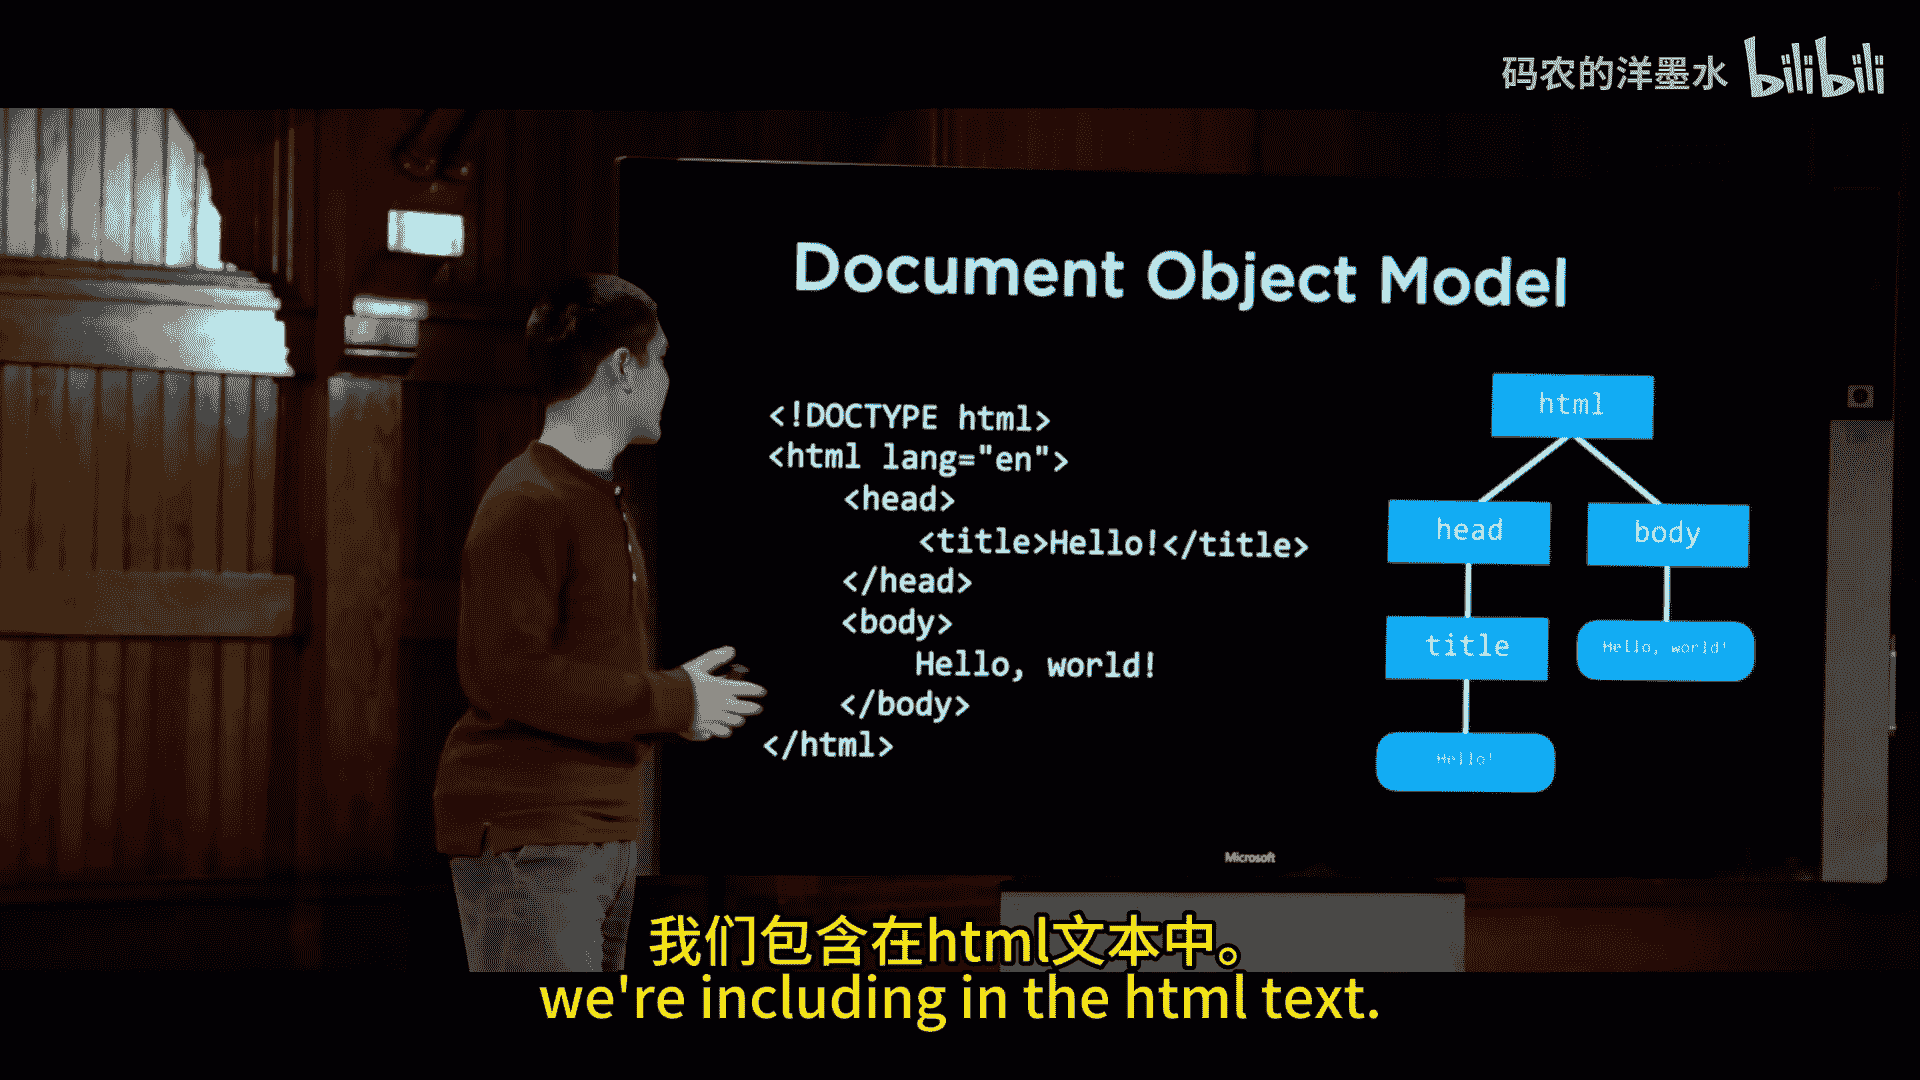 码农的洋墨水 bilibili
Document Object Model
<!DOCTYPE html>
<html lang="en">
<head>
<title>Hello!</title>
</head>
<body>
Hello, world!
</body>
</html>
html
head body
title Hello, world!
Hello!
Microsoft
我们包含在html文本中。
we're including in the html text.